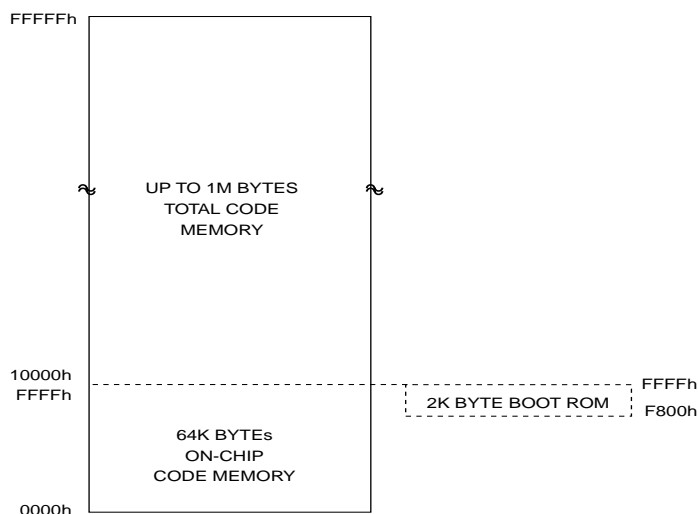 FFFFFh
UP TO 1M BYTES
TOTAL CODE
MEMORY
10000h
FFFFh
FFFFh
2K BYTE BOOT ROM
F800h
64K BYTEs
ON-CHIP
CODE MEMORY
0000h